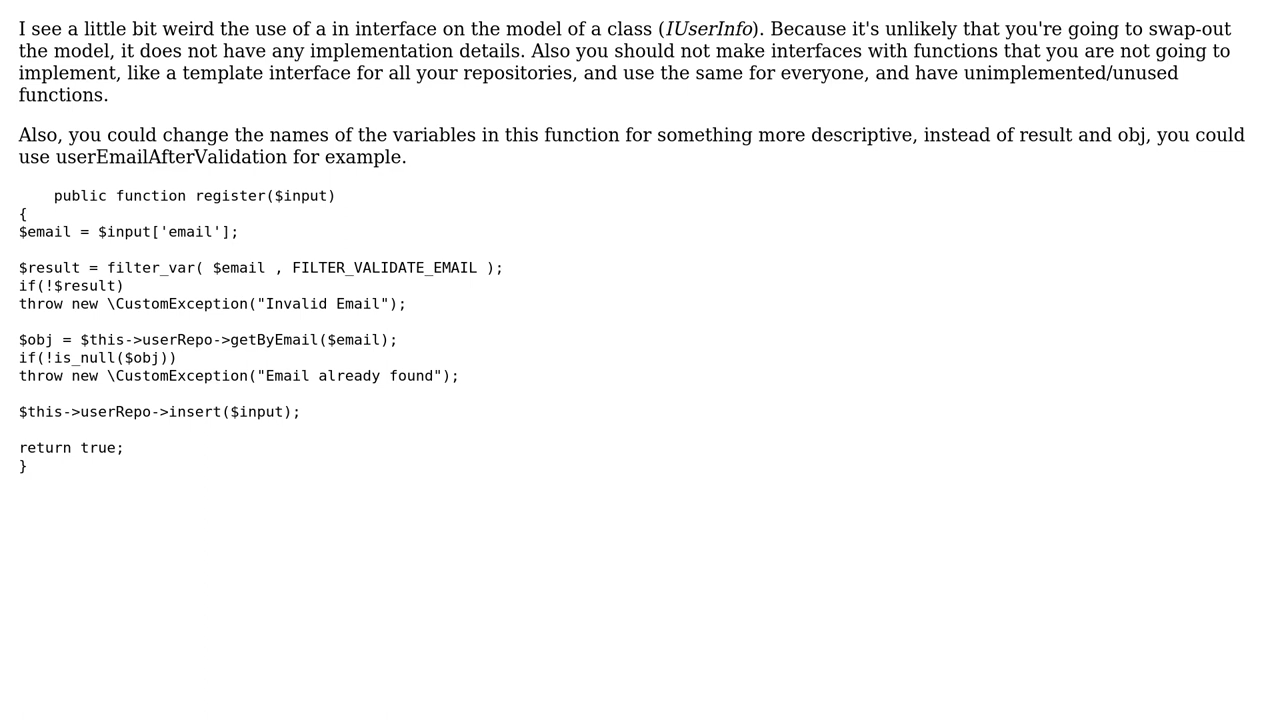 I see a little bit weird the use of a in interface on the model of a class (IUserInfo). Because it's unlikely that you're going to swap-out
the model, it does not have any implementation details. Also you should not make interfaces with functions that you are not going to
implement, like a template interface for all your repositories, and use the same for everyone, and have unimplemented/unused
functions.
Also, you could change the names of the variables in this function for something more descriptive, instead of result and obj, you could
use userEmailAfterValidation for example.
    public function register($input)
{
$email = $input['email'];
$result = filter_var( $email , FILTER_VALIDATE_EMAIL );
if(!$result)
throw new \CustomException("Invalid Email");
$obj = $this->userRepo->getByEmail($email);
if(!is_null($obj))
throw new \CustomException("Email already found");
$this->userRepo->insert($input);
return true;
}